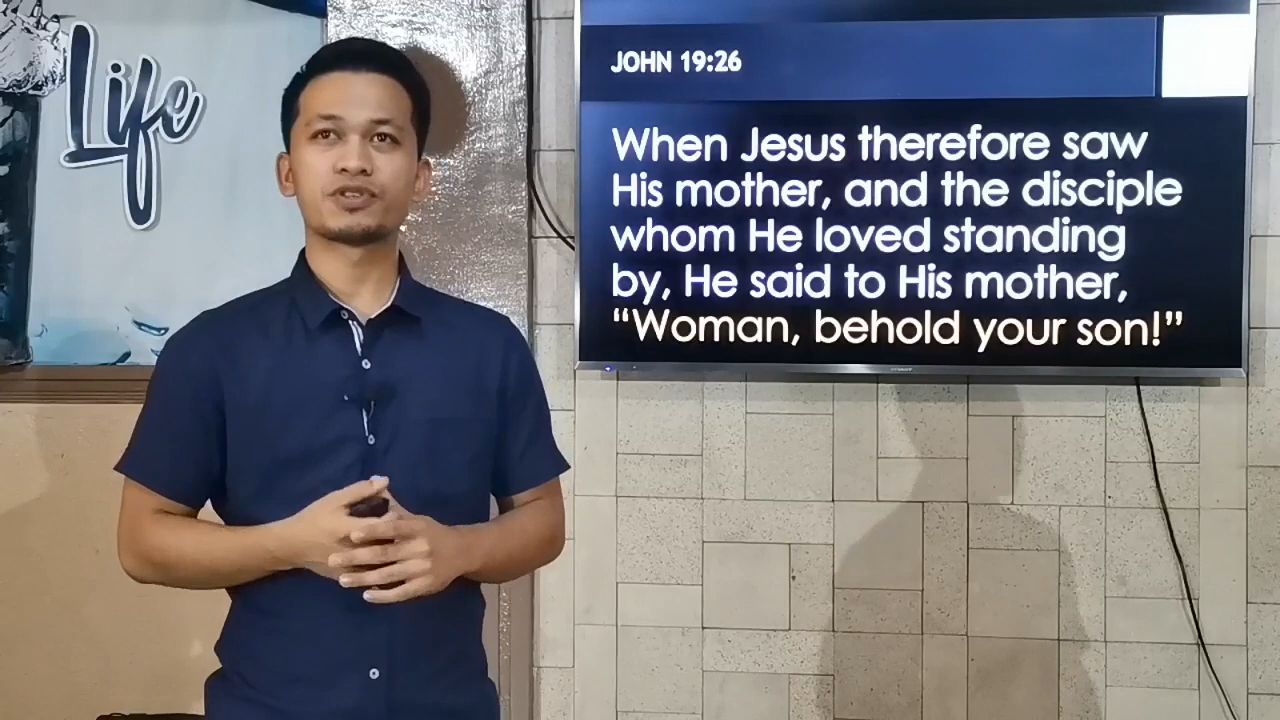 Life
JOHN 19:26
When Jesus therefore saw
His mother, and the disciple
whom He loved standing
by, He said to His mother,
“Woman, behold your son!”